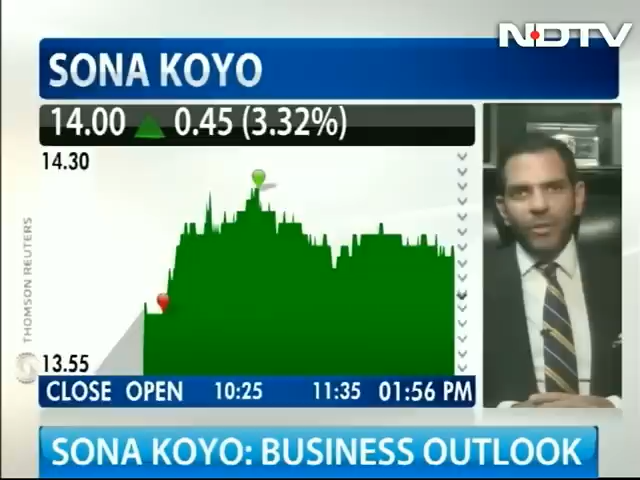 NDTV
SONA KOYO
14.00 0.45 (3.32%)
14.30
THOMSON REUTERS
13.55
CLOSE OPEN 10:25 11:35 01:56 PM
SONA KOYO: BUSINESS OUTLOOK